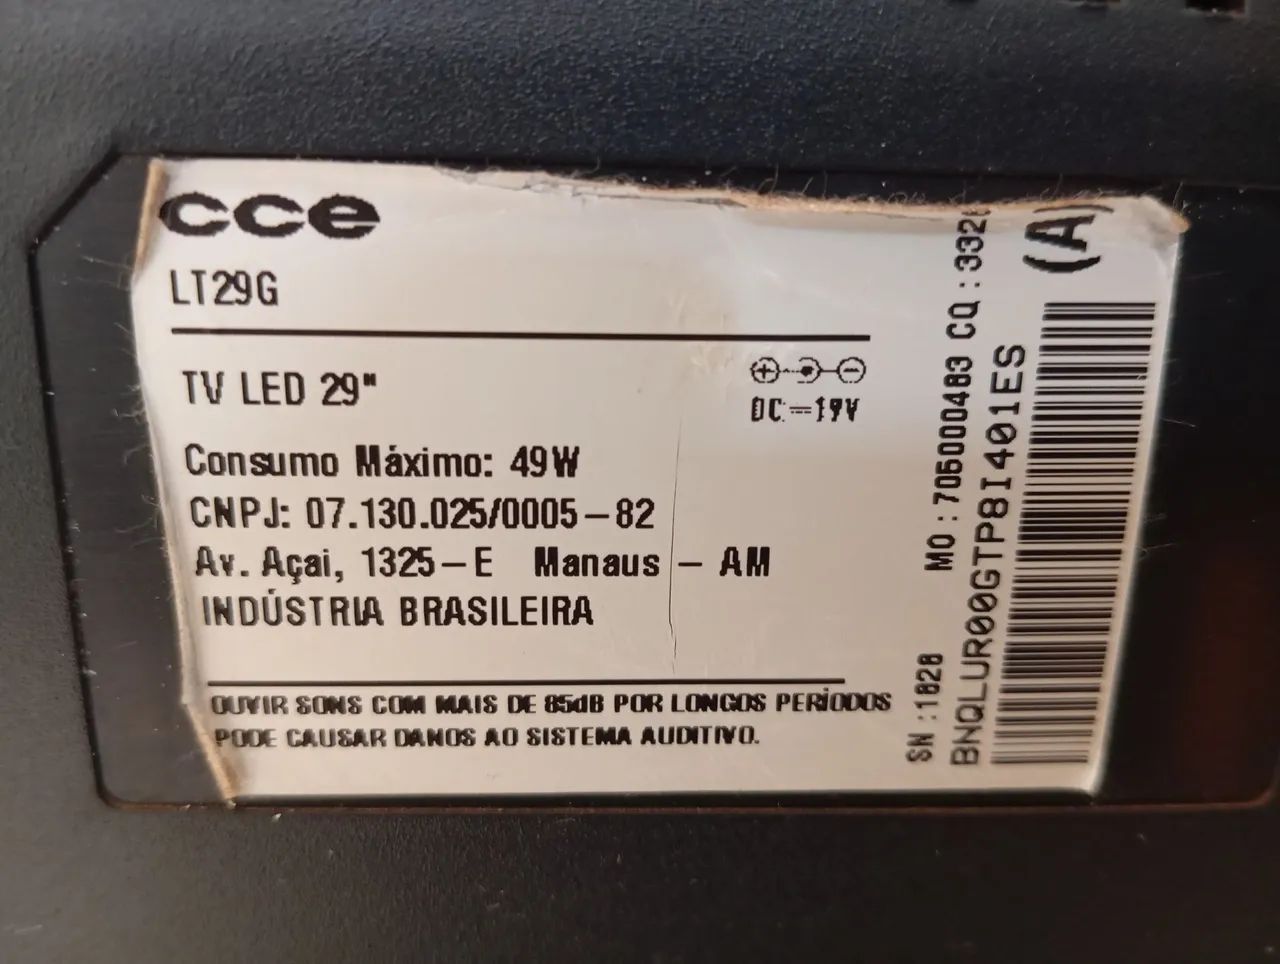 cce
LT29G
TV LED 29"
DC⎓19V
Consumo Máximo: 49W
CNPJ: 07.130.025/0005-82
Av. Açai, 1325-E Manaus - AM
INDÚSTRIA BRASILEIRA
OUVIR SONS COM MAIS DE 85dB POR LONGOS PERÍODOS
PODE CAUSAR DANOS AO SISTEMA AUDITIVO.
SN:1828 MO:705000483 CQ:332
BNQLUR00GTP8I401ES
(A)